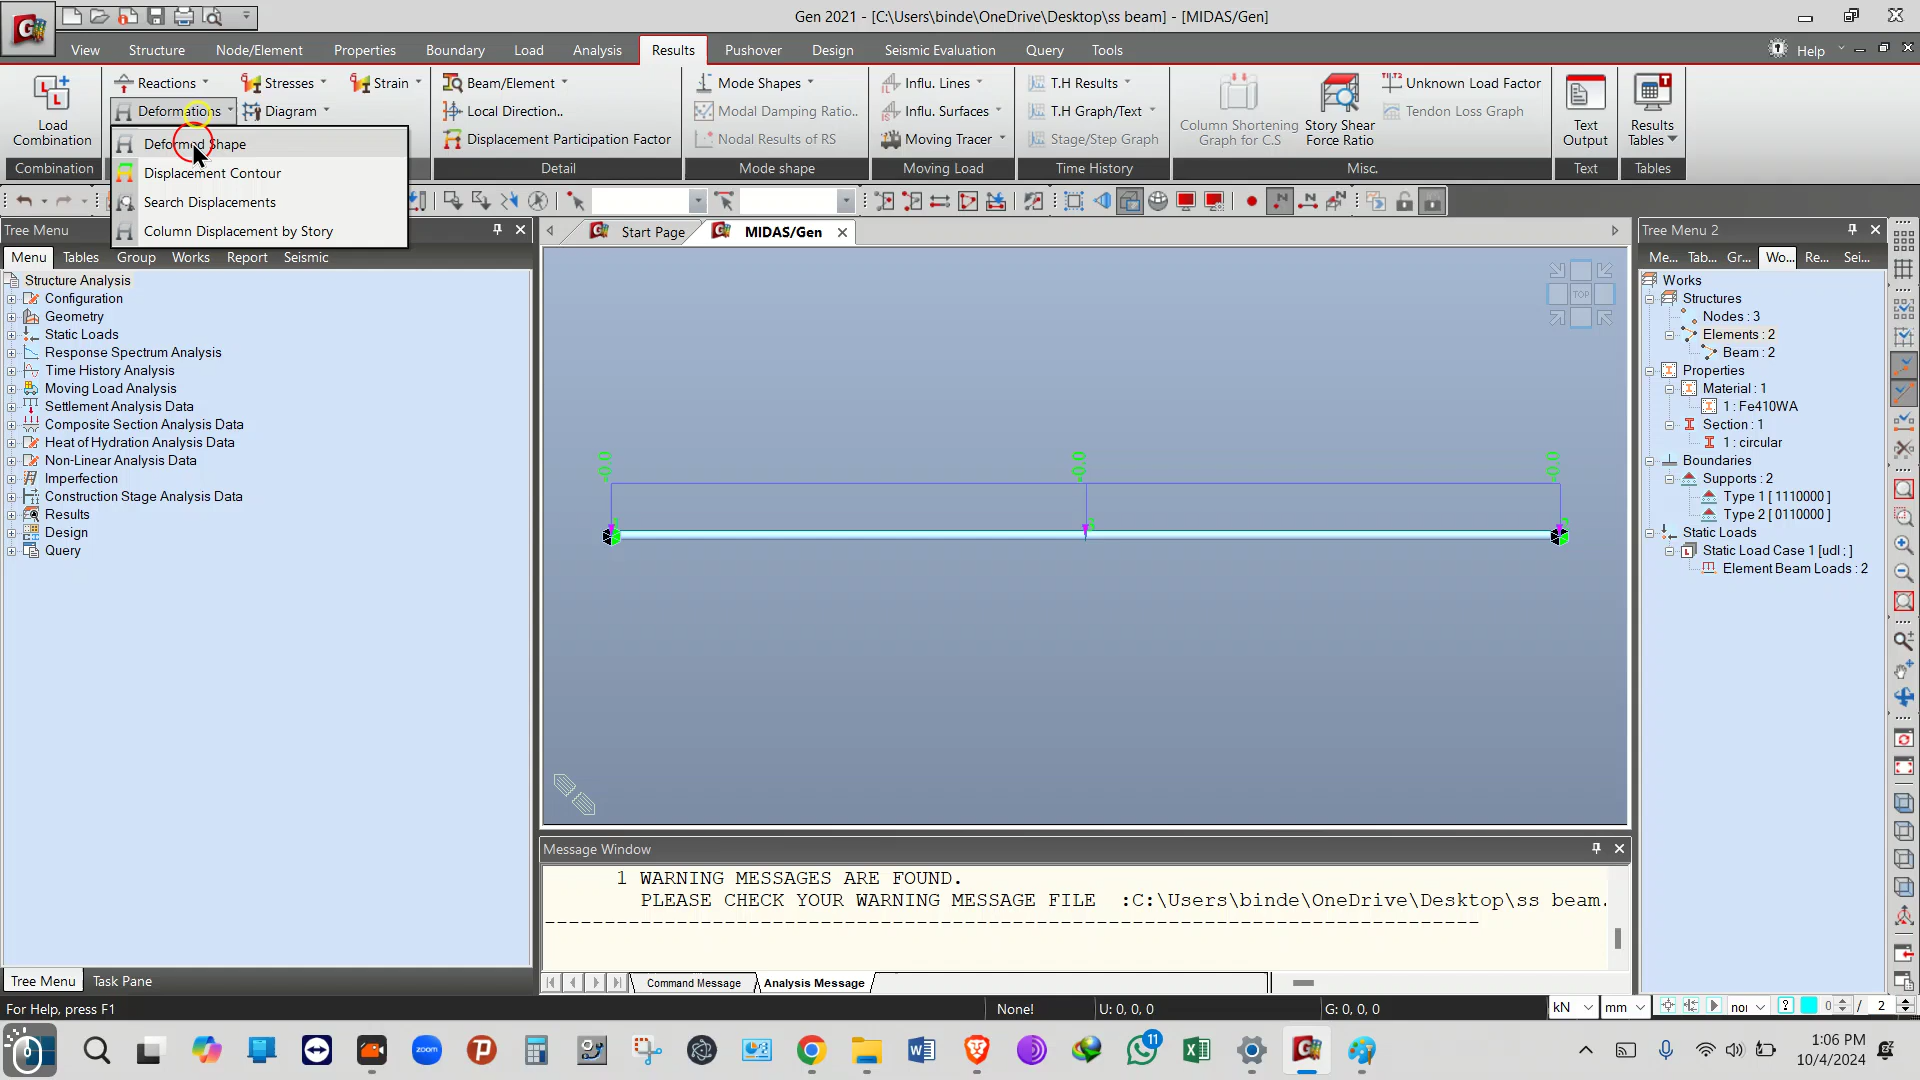 Gen 2021 - [C:\Users\binde\OneDrive\Desktop\ss beam] - [MIDAS/Gen]
View Structure Node/Element Properties Boundary Load Analysis Results Pushover Design Seismic Evaluation Query Tools Help
Load Combination
Reactions Stresses Strain
Deformations Diagram
Beam/Element
Local Direction..
Displacement Participation Factor
Mode Shapes
Modal Damping Ratio..
Nodal Results of RS
Influ. Lines
Influ. Surfaces
Moving Tracer
T.H Results
T.H Graph/Text
Stage/Step Graph
Column Shortening Graph for C.S
Story Shear Force Ratio
Unknown Load Factor
Tendon Loss Graph
Text Output
Results Tables
Combination Detail Mode shape Moving Load Time History Misc. Text Tables
Deformed Shape
Displacement Contour
Search Displacements
Column Displacement by Story
Tree Menu
Menu Tables Group Works Report Seismic
Structure Analysis
Configuration
Geometry
Static Loads
Response Spectrum Analysis
Time History Analysis
Moving Load Analysis
Settlement Analysis Data
Composite Section Analysis Data
Heat of Hydration Analysis Data
Non-Linear Analysis Data
Imperfection
Construction Stage Analysis Data
Results
Design
Query
Tree Menu Task Pane
Start Page MIDAS/Gen
TOP
Message Window
1 WARNING MESSAGES ARE FOUND.
PLEASE CHECK YOUR WARNING MESSAGE FILE :C:\Users\binde\OneDrive\Desktop\ss beam.
Command Message Analysis Message
Tree Menu 2
Me... Tab... Gr... Wo... Re... Sei...
Works
Structures
Nodes : 3
Elements : 2
Beam : 2
Properties
Material : 1
1 : Fe410WA
Section : 1
1 : circular
Boundaries
Supports : 2
Type 1 [ 1110000 ]
Type 2 [ 0110000 ]
Static Loads
Static Load Case 1 [udl ; ]
Element Beam Loads : 2
For Help, press F1 None! U: 0, 0, 0 G: 0, 0, 0 kN mm nor 0 / 2
zoom
11
1:06 PM
10/4/2024